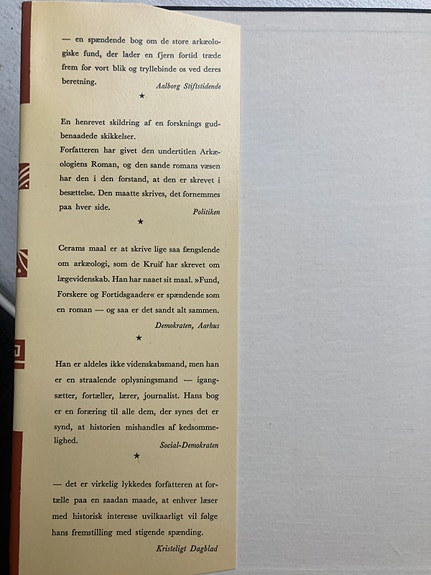 — en spændende bog om de store arkæolo-
giske fund, der lader en fjern fortid træde
frem for vort blik og tryllebinde os ved deres
beretning.
Aalborg Stiftstidende
★
En henrevet skildring af en forsknings gud-
benaadede skikkelser.
Forfatteren har givet den undertitlen Arkæ-
ologiens Roman, og den sande romans væsen
har den i den forstand, at den er skrevet i
besættelse. Den maatte skrives, det fornemmes
paa hver side.
Politiken
★
Cerams maal er at skrive lige saa fængslende
om arkæologi, som de Kruif har skrevet om
lægevidenskab. Han har naaet sit maal. »Fund,
Forskere og Fortidsgaader« er spændende som
en roman — og saa er det sandt alt sammen.
Demokraten, Aarhus
★
Han er aldeles ikke videnskabsmand, men han
er en straalende oplysningsmand — igang-
sætter, fortæller, lærer, journalist. Hans bog
er en foræring til alle dem, der synes det er
synd, at historien mishandles af kedsomme-
lighed.
Social-Demokraten
★
— det er virkelig lykkedes forfatteren at for-
tælle paa en saadan maade, at enhver læser
med historisk interesse uvilkaarligt vil følge
hans fremstilling med stigende spænding.
Kristeligt Dagblad